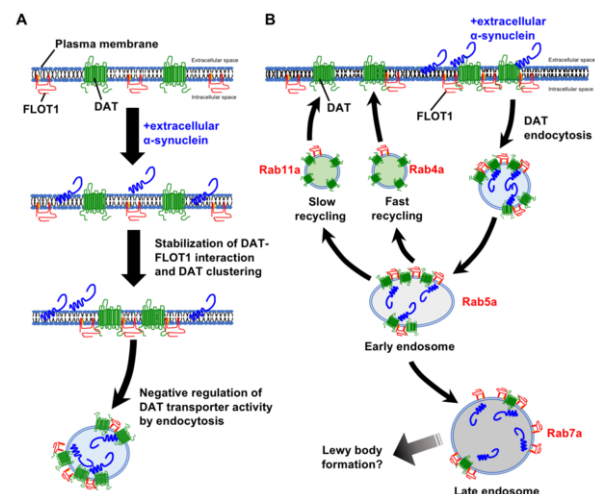 A
Plasma membrane
Extracellular space
Intracellular space
FLOT1
DAT
+extracellular
α-synuclein
Stabilization of DAT-
FLOT1 interaction
and DAT clustering
Negative regulation of
DAT transporter activity
by endocytosis
B
+extracellular
α-synuclein
Extracellular space
Intracellular space
DAT
FLOT1
DAT
endocytosis
Rab11a
Rab4a
Slow
recycling
Fast
recycling
Rab5a
Early endosome
Rab7a
Lewy body
formation?
Late endosome